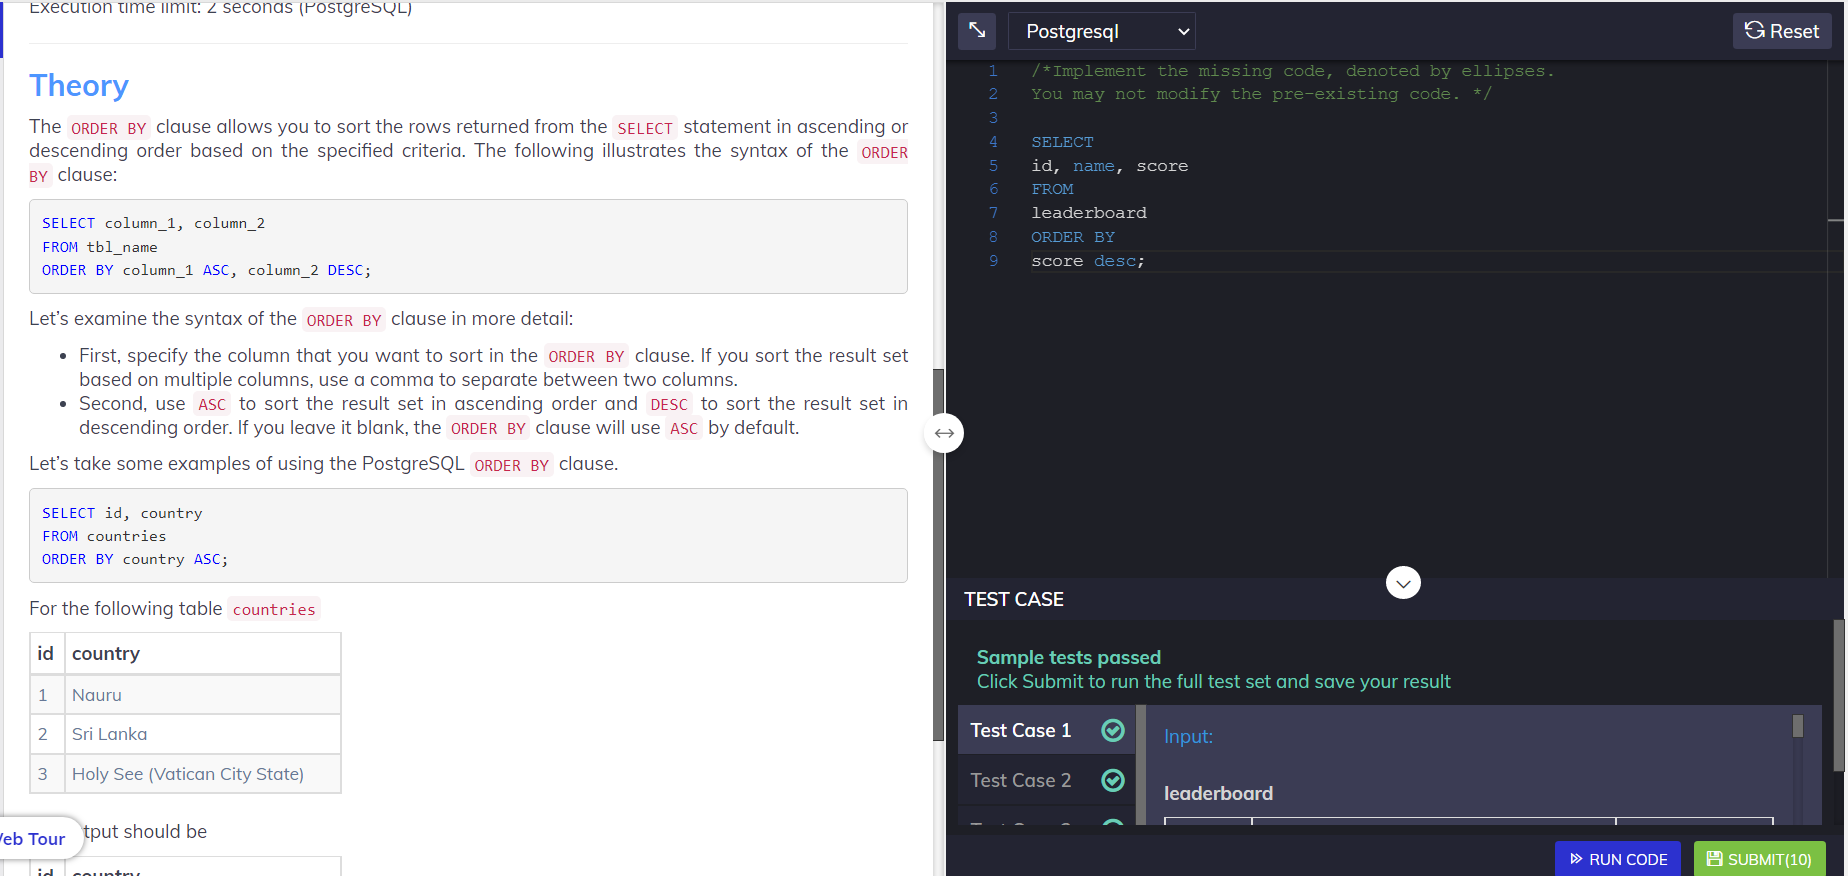 Execution time limit: 2 seconds (PostgreSQL)
Theory
The ORDER BY clause allows you to sort the rows returned from the SELECT statement in ascending or
descending order based on the specified criteria. The following illustrates the syntax of the ORDER
BY clause:
SELECT column_1, column_2
FROM tbl_name
ORDER BY column_1 ASC, column_2 DESC;
Let’s examine the syntax of the ORDER BY clause in more detail:
• First, specify the column that you want to sort in the ORDER BY clause. If you sort the result set
based on multiple columns, use a comma to separate between two columns.
• Second, use ASC to sort the result set in ascending order and DESC to sort the result set in
descending order. If you leave it blank, the ORDER BY clause will use ASC by default.
Let’s take some examples of using the PostgreSQL ORDER BY clause.
SELECT id, country
FROM countries
ORDER BY country ASC;
For the following table countries
id country
1 Nauru
2 Sri Lanka
3 Holy See (Vatican City State)
tput should be
eb Tour
id country
Postgresql
Reset
1 /*Implement the missing code, denoted by ellipses.
2 You may not modify the pre-existing code. */
3
4 SELECT
5 id, name, score
6 FROM
7 leaderboard
8 ORDER BY
9 score desc;
TEST CASE
Sample tests passed
Click Submit to run the full test set and save your result
Test Case 1
Test Case 2
Input:
leaderboard
RUN CODE
SUBMIT(10)